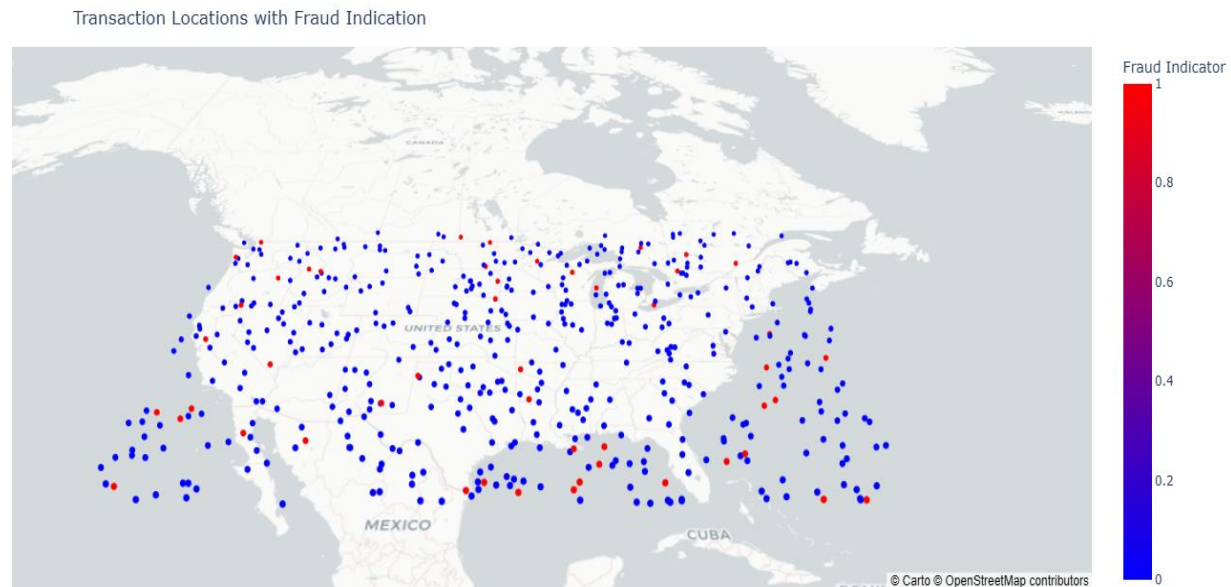 Transaction Locations with Fraud Indication
Fraud Indicator
1
0.8
0.6
0.4
0.2
0
CANADA
UNITED STATES
MEXICO
CUBA
© Carto © OpenStreetMap contributors